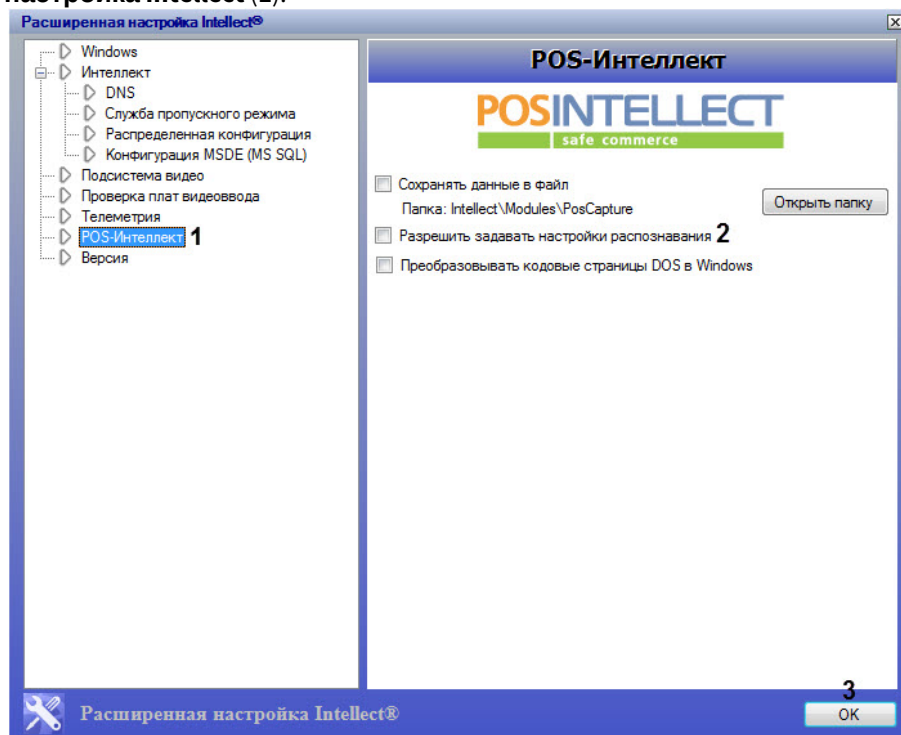 настройка Intellect (1).
Расширенная настройка Intellect®
Windows
Интеллект
DNS
Служба пропускного режима
Распределенная конфигурация
Конфигурация MSDE (MS SQL)
Подсистема видео
Проверка плат видеоввода
Телеметрия
POS-Интеллект 1
Версия
POS-Интеллект
POSINTELLECT
safe commerce
Сохранять данные в файл
Папка: Intellect\Modules\PosCapture
Открыть папку
Разрешить задавать настройки распознавания 2
Преобразовывать кодовые страницы DOS в Windows
Расширенная настройка Intellect®
3
OK